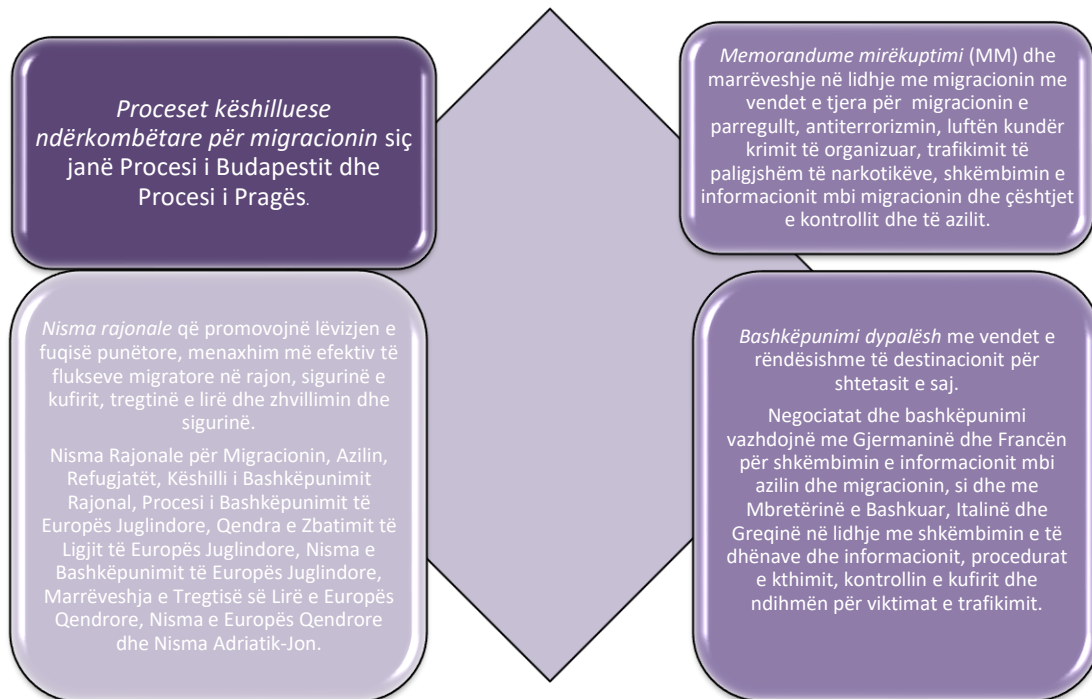 Proceset këshilluese
ndërkombëtare për migracionin siç
janë Procesi i Budapestit dhe
Procesi i Pragës.
Memorandume mirëkuptimi (MM) dhe
marrëveshje në lidhje me migracionin me
vendet e tjera për migracionin e
parregullt, antiterrorizmin, luftën kundër
krimit të organizuar, trafikimit të
paligjshëm të narkotikëve, shkëmbimin e
informacionit mbi migracionin dhe çështjet
e kontrollit dhe të azilit.
Nisma rajonale që promovojnë lëvizjen e
fuqisë punëtore, menaxhim më efektiv të
flukseve migratore në rajon, sigurinë e
kufirit, tregtinë e lirë dhe zhvillimin dhe
sigurinë.
Nisma Rajonale për Migracionin, Azilin,
Refugjatët, Këshilli i Bashkëpunimit
Rajonal, Procesi i Bashkëpunimit të
Europës Juglindore, Qendra e Zbatimit të
Ligjit të Europës Juglindore, Nisma e
Bashkëpunimit të Europës Juglindore,
Marrëveshja e Tregtisë së Lirë e Europës
Qendrore, Nisma e Europës Qendrore
dhe Nisma Adriatik-Jon.
Bashkëpunimi dypalësh me vendet e
rëndësishme të destinacionit për
shtetasit e saj.
Negociatat dhe bashkëpunimi
vazhdojnë me Gjermaninë dhe Francën
për shkëmbimin e informacionit mbi
azilin dhe migracionin, si dhe me
Mbretërinë e Bashkuar, Italinë dhe
Greqinë në lidhje me shkëmbimin e të
dhënave dhe informacionit, procedurat
e kthimit, kontrollin e kufirit dhe
ndihmën për viktimat e trafikimit.